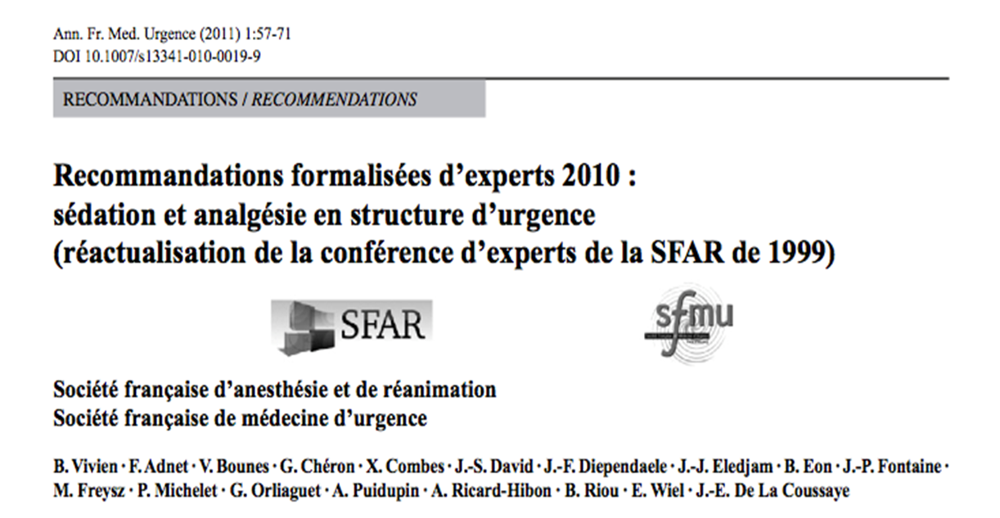 Ann. Fr. Med. Urgence (2011) 1:57-71
DOI 10.1007/s13341-010-0019-9
RECOMMANDATIONS / RECOMMENDATIONS
Recommandations formalisées d’experts 2010 :
sédation et analgésie en structure d’urgence
(réactualisation de la conférence d’experts de la SFAR de 1999)
SFAR
sfmu
Société française d’anesthésie et de réanimation
Société française de médecine d’urgence
B. Vivien · F. Adnet · V. Bounes · G. Chéron · X. Combes · J.-S. David · J.-F. Diependaele · J.-J. Eledjam · B. Eon · J.-P. Fontaine ·
M. Freysz · P. Michelet · G. Orliaguet · A. Puidupin · A. Ricard-Hibon · B. Riou · E. Wiel · J.-E. De La Coussaye